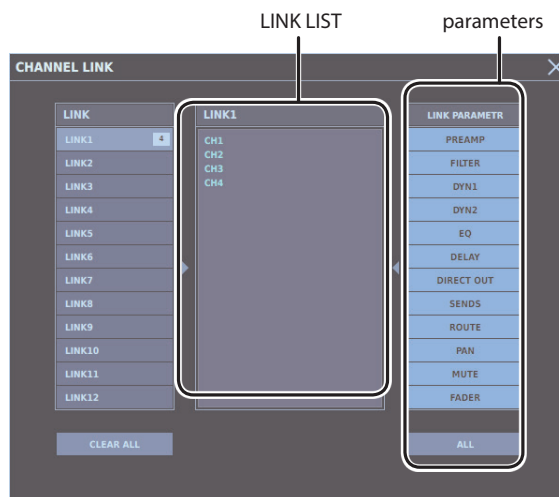 LINK LIST
parameters
CHANNEL LINK
LINK
LINK1 4
LINK2
LINK3
LINK4
LINK5
LINK6
LINK7
LINK8
LINK9
LINK10
LINK11
LINK12
CLEAR ALL
LINK1
CH1
CH2
CH3
CH4
LINK PARAMETR
PREAMP
FILTER
DYN1
DYN2
EQ
DELAY
DIRECT OUT
SENDS
ROUTE
PAN
MUTE
FADER
ALL